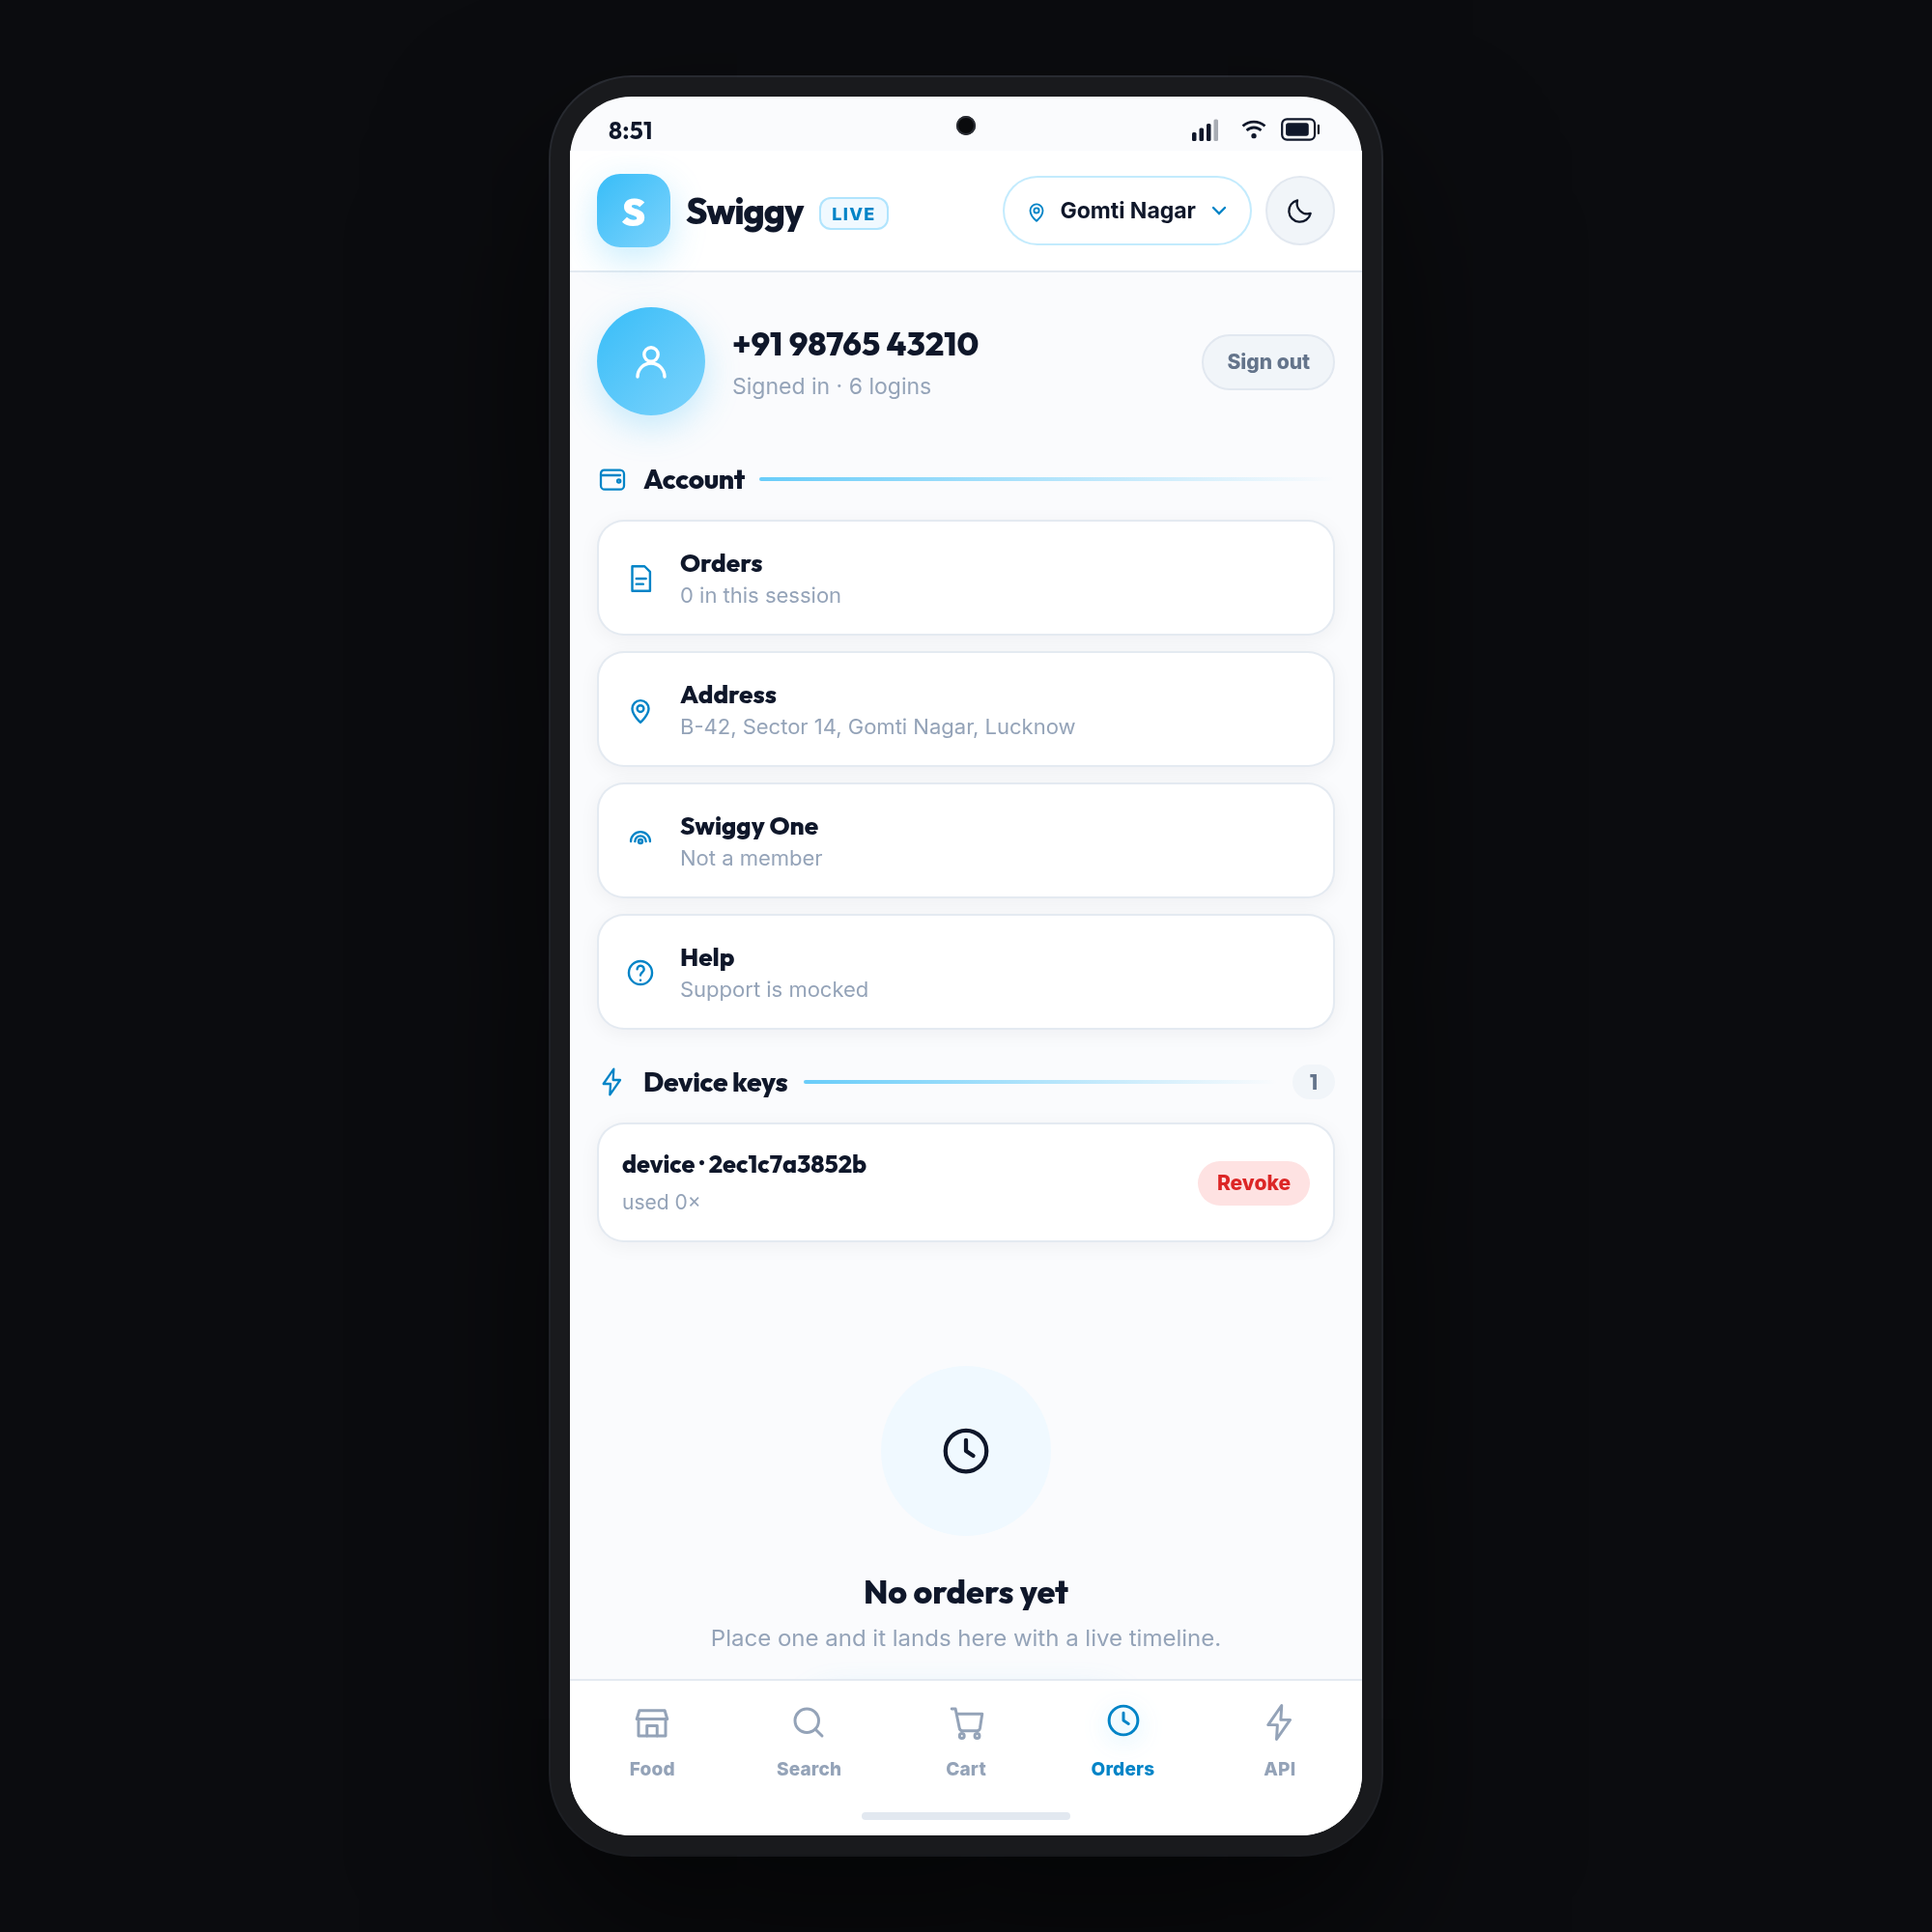 8:51
S
Swiggy LIVE
Gomti Nagar
+91 98765 43210
Signed in · 6 logins
Sign out
Account
Orders
0 in this session
Address
B-42, Sector 14, Gomti Nagar, Lucknow
Swiggy One
Not a member
Help
Support is mocked
Device keys
1
device · 2ec1c7a3852b
used 0×
Revoke
No orders yet
Place one and it lands here with a live timeline.
Food Search Cart Orders API